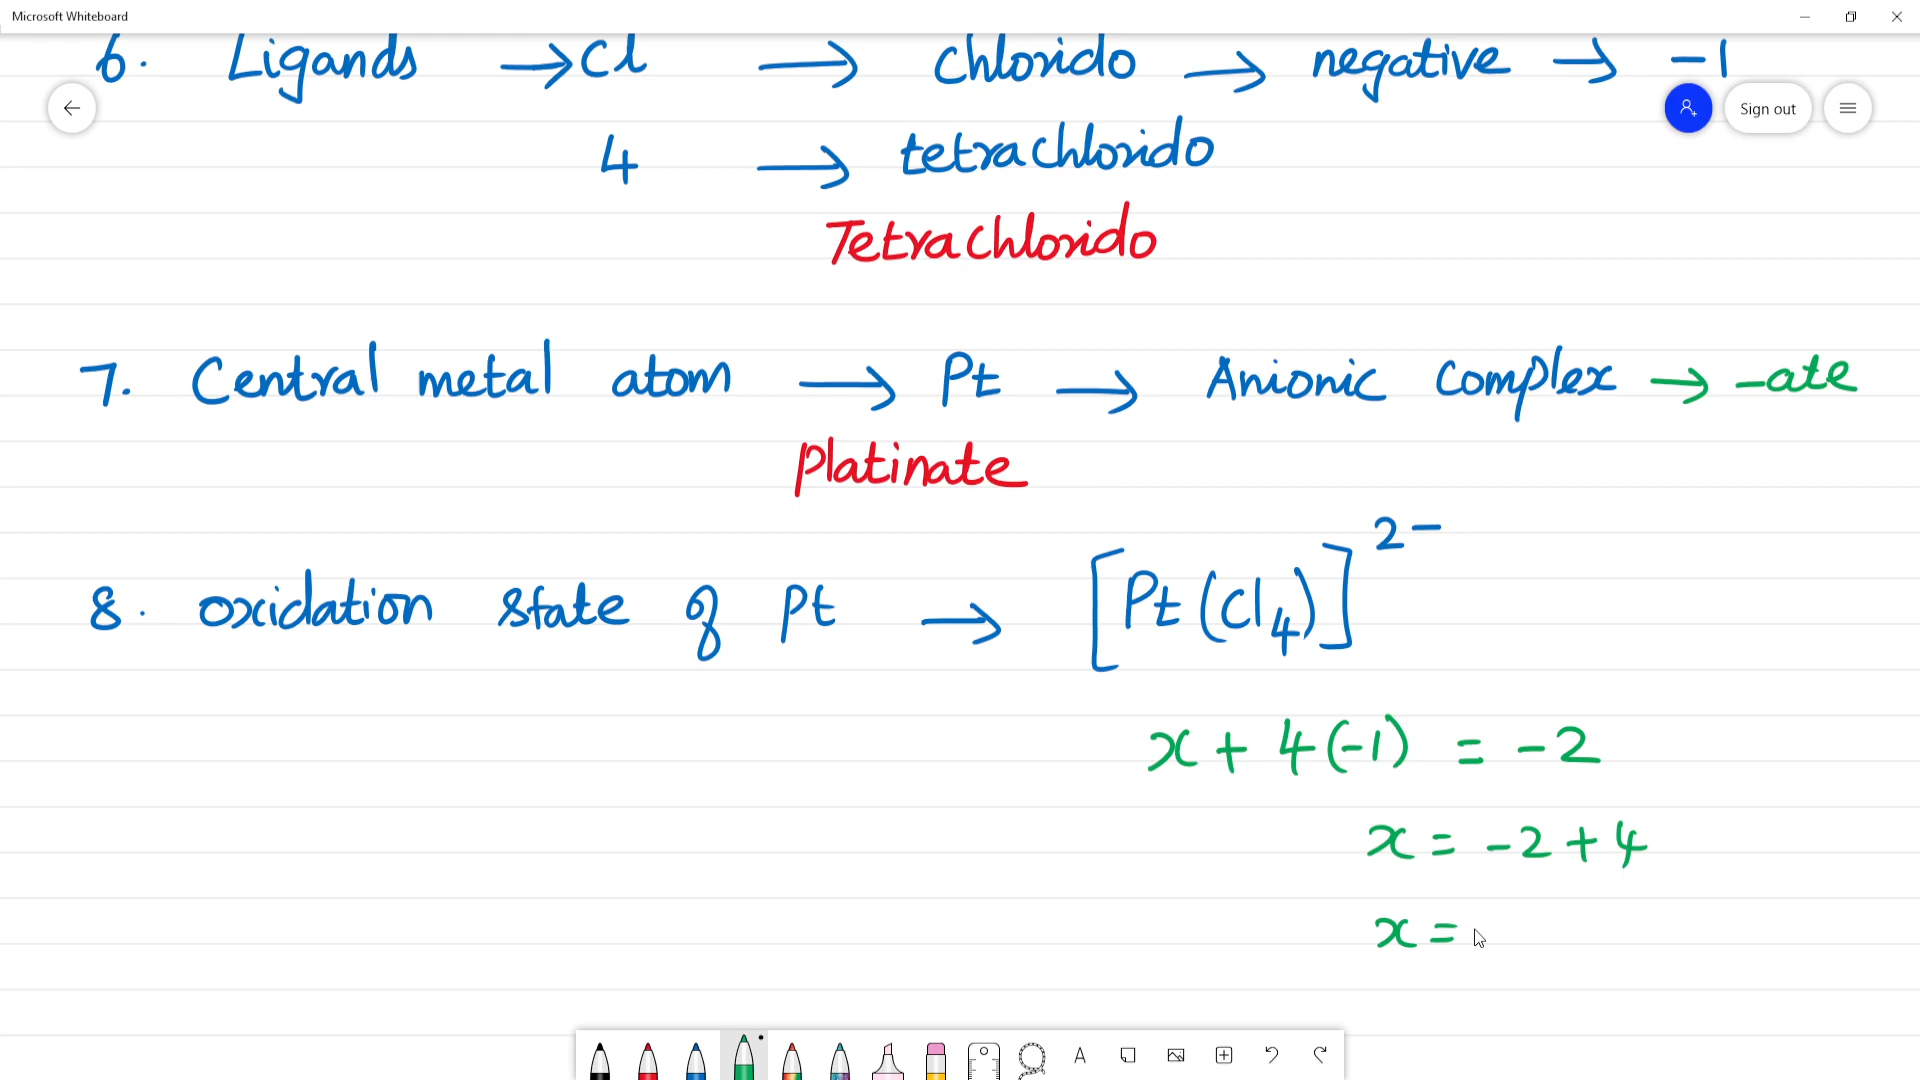 Microsoft Whiteboard
6. Ligands → Cl → chlorido → negative → -1
Sign out
4 → tetrachlorido
Tetrachlorido
7. Central metal atom → Pt → Anionic complex → -ate
Platinate
8. oxidation state of Pt → [Pt(Cl₄)]²⁻
x + 4(-1) = -2
x = -2+4
x =
A